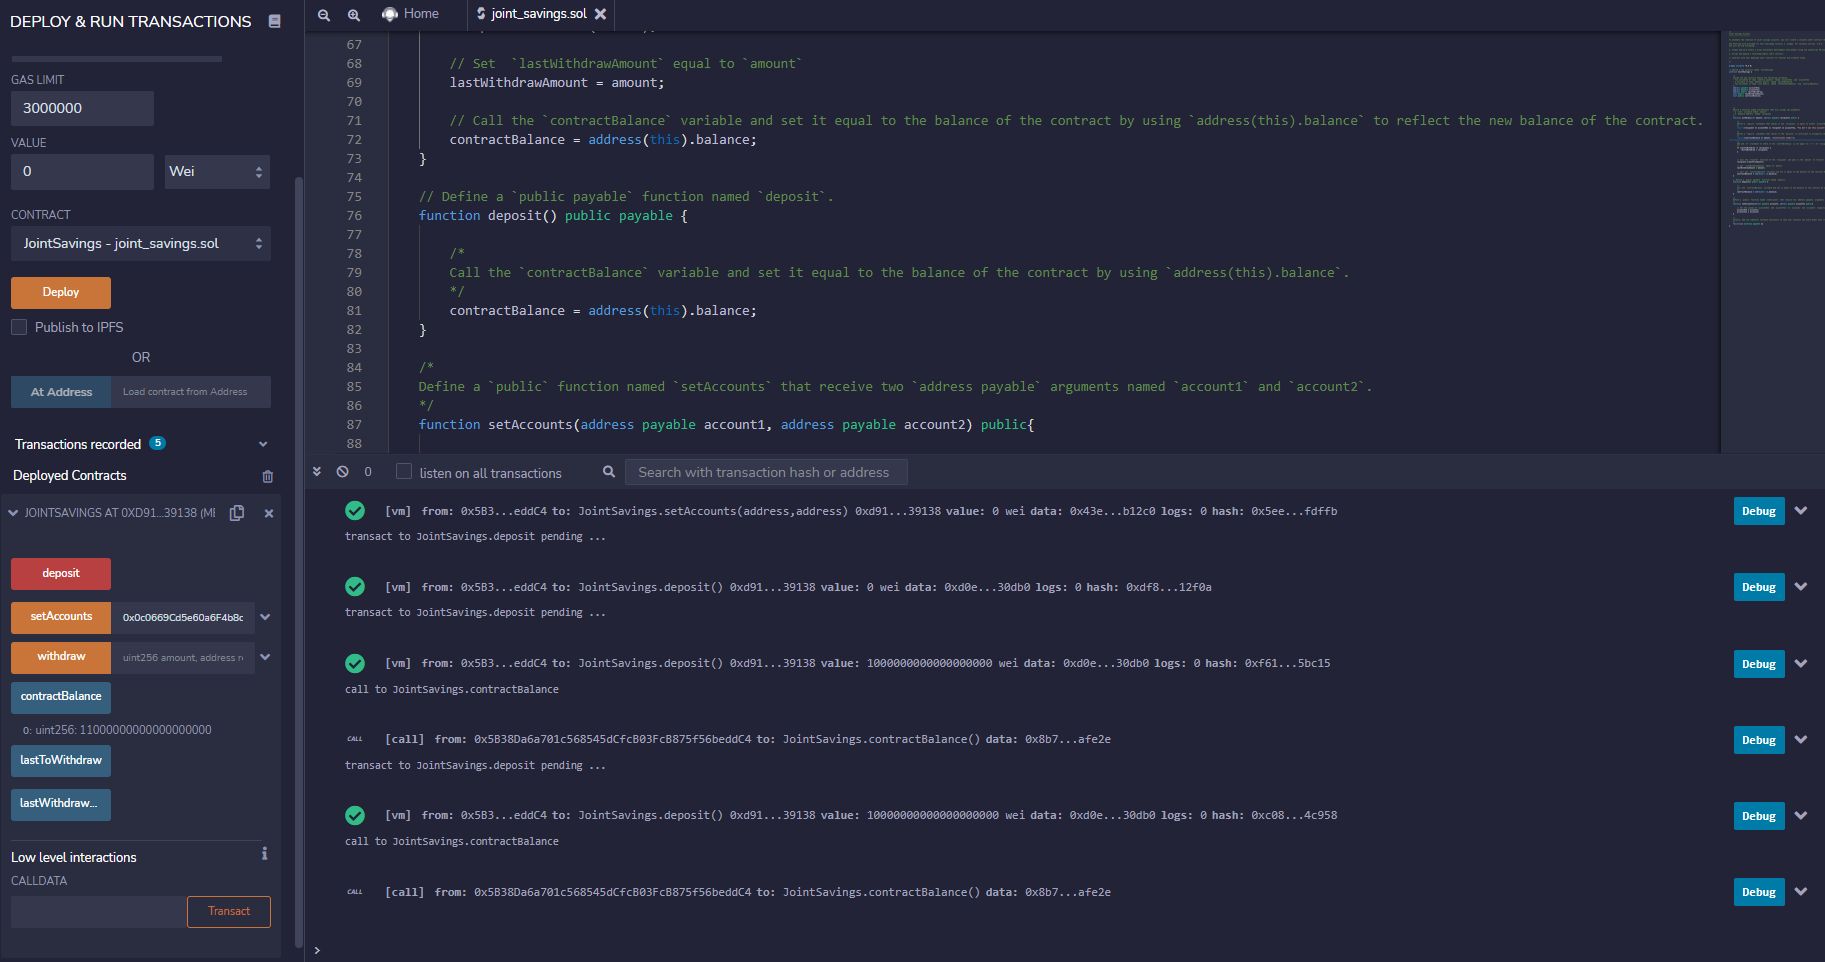 DEPLOY & RUN TRANSACTIONS
GAS LIMIT
3000000
VALUE
0
Wei
CONTRACT
JointSavings - joint_savings.sol
Deploy
Publish to IPFS
OR
At Address
Load contract from Address
Transactions recorded 5
Deployed Contracts
JOINTSAVINGS AT 0XD91...39138
deposit
setAccounts
0x0c0669Cd5e60a6F4b8c
withdraw
uint256 amount, address
contractBalance
0: uint256: 11000000000000000000
lastToWithdraw
lastWithdraw...
Low level interactions
i
CALLDATA
Transact
Home
joint_savings.sol
67
68 // Set `lastWithdrawAmount` equal to `amount`
69 lastWithdrawAmount = amount;
70
71 // Call the `contractBalance` variable and set it equal to the balance of the contract by using `address(this).balance` to reflect the new balance of the contract.
72 contractBalance = address(this).balance;
73 }
74
75 // Define a `public payable` function named `deposit`.
76 function deposit() public payable {
77
78 /*
79 Call the `contractBalance` variable and set it equal to the balance of the contract by using `address(this).balance`.
80 */
81 contractBalance = address(this).balance;
82 }
83
84 /*
85 Define a `public` function named `setAccounts` that receive two `address payable` arguments named `account1` and `account2`.
86 */
87 function setAccounts(address payable account1, address payable account2) public{
88
0
listen on all transactions
Search with transaction hash or address
[vm] from: 0x5B3...eddC4 to: JointSavings.setAccounts(address,address) 0xd91...39138 value: 0 wei data: 0x43e...b12c0 logs: 0 hash: 0x5ee...fdffb
Debug
transact to JointSavings.deposit pending ...
[vm] from: 0x5B3...eddC4 to: JointSavings.deposit() 0xd91...39138 value: 0 wei data: 0xd0e...30db0 logs: 0 hash: 0xdf8...12f0a
Debug
transact to JointSavings.deposit pending ...
[vm] from: 0x5B3...eddC4 to: JointSavings.deposit() 0xd91...39138 value: 1000000000000000000 wei data: 0xd0e...30db0 logs: 0 hash: 0xf61...5bc15
Debug
call to JointSavings.contractBalance
CALL [call] from: 0x5B38Da6a701c568545dCfcB03FcB875f56beddC4 to: JointSavings.contractBalance() data: 0x8b7...afe2e
Debug
transact to JointSavings.deposit pending ...
[vm] from: 0x5B3...eddC4 to: JointSavings.deposit() 0xd91...39138 value: 10000000000000000000 wei data: 0xd0e...30db0 logs: 0 hash: 0xc08...4c958
Debug
call to JointSavings.contractBalance
CALL [call] from: 0x5B38Da6a701c568545dCfcB03FcB875f56beddC4 to: JointSavings.contractBalance() data: 0x8b7...afe2e
Debug
>